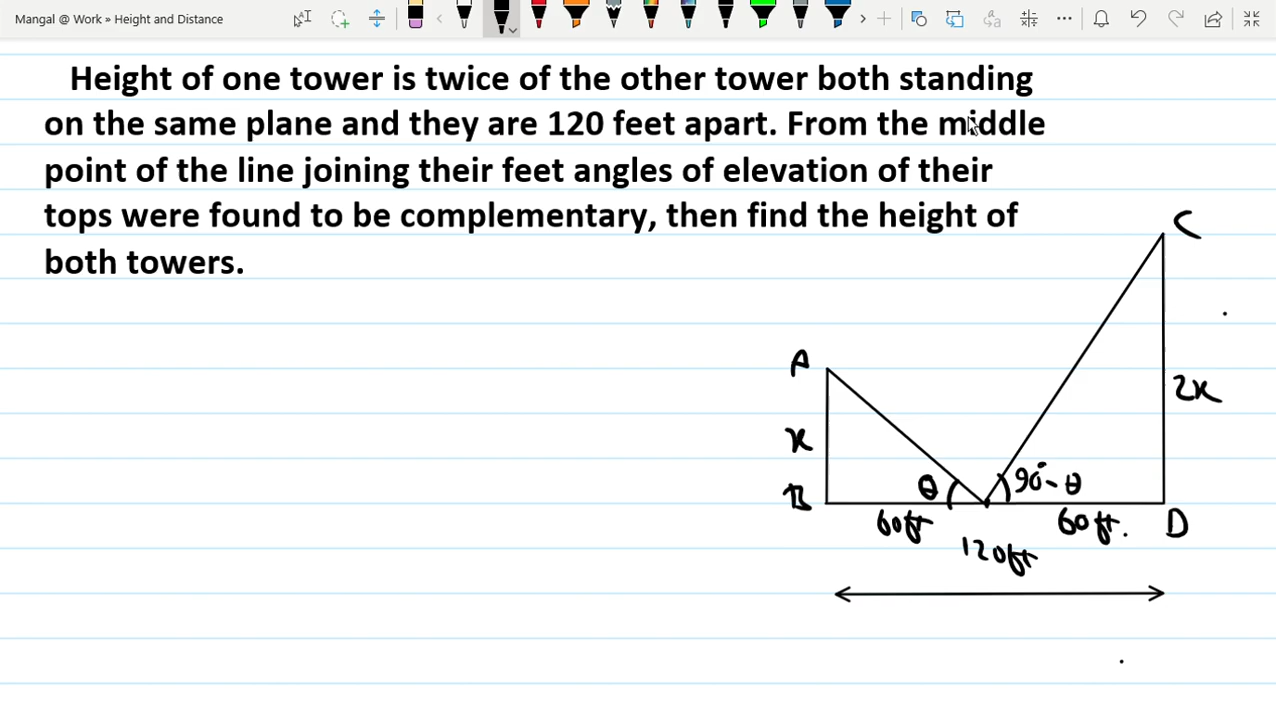 Mangal @ Work » Height and Distance
Height of one tower is twice of the other tower both standing
on the same plane and they are 120 feet apart. From the middle
point of the line joining their feet angles of elevation of their
tops were found to be complementary, then find the height of
both towers.
C
A
2x
x
θ 90° - θ
B
60ft 60ft. D
120ft